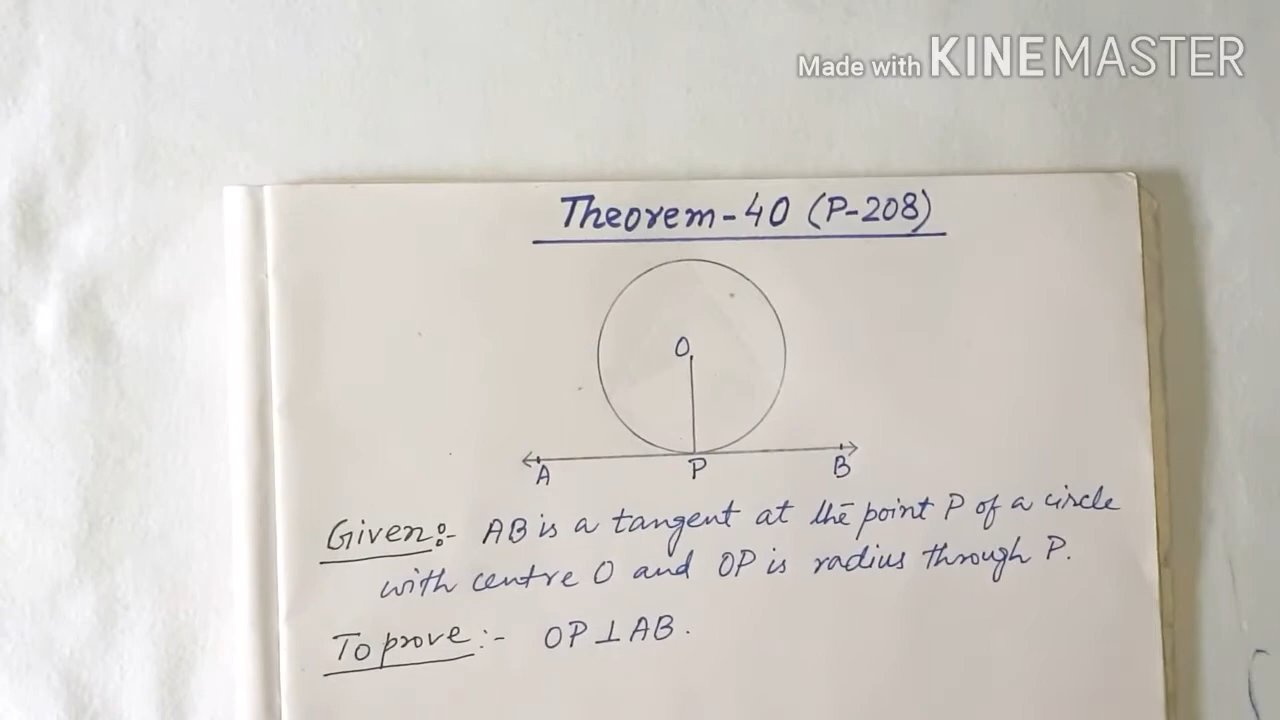 Made with KINEMASTER
Theorem-40 (P-208)
O
A P B
Given:- AB is a tangent at the point P of a circle
with centre O and OP is radius through P.
To prove:- OP⊥AB.